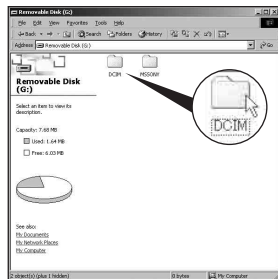 Removable Disk (G:)
File Edit View Favorites Tools Help
Back Search Folders History
Address Removable Disk (G:) Go
Removable Disk
(G:)
DCIM MSSONY
DCIM
Select an item to view its
description.
Capacity: 7.68 MB
Used: 1.64 MB
Free: 6.03 MB
See also:
My Documents
My Network Places
My Computer
2 object(s) (plus 1 hidden) 0 bytes My Computer